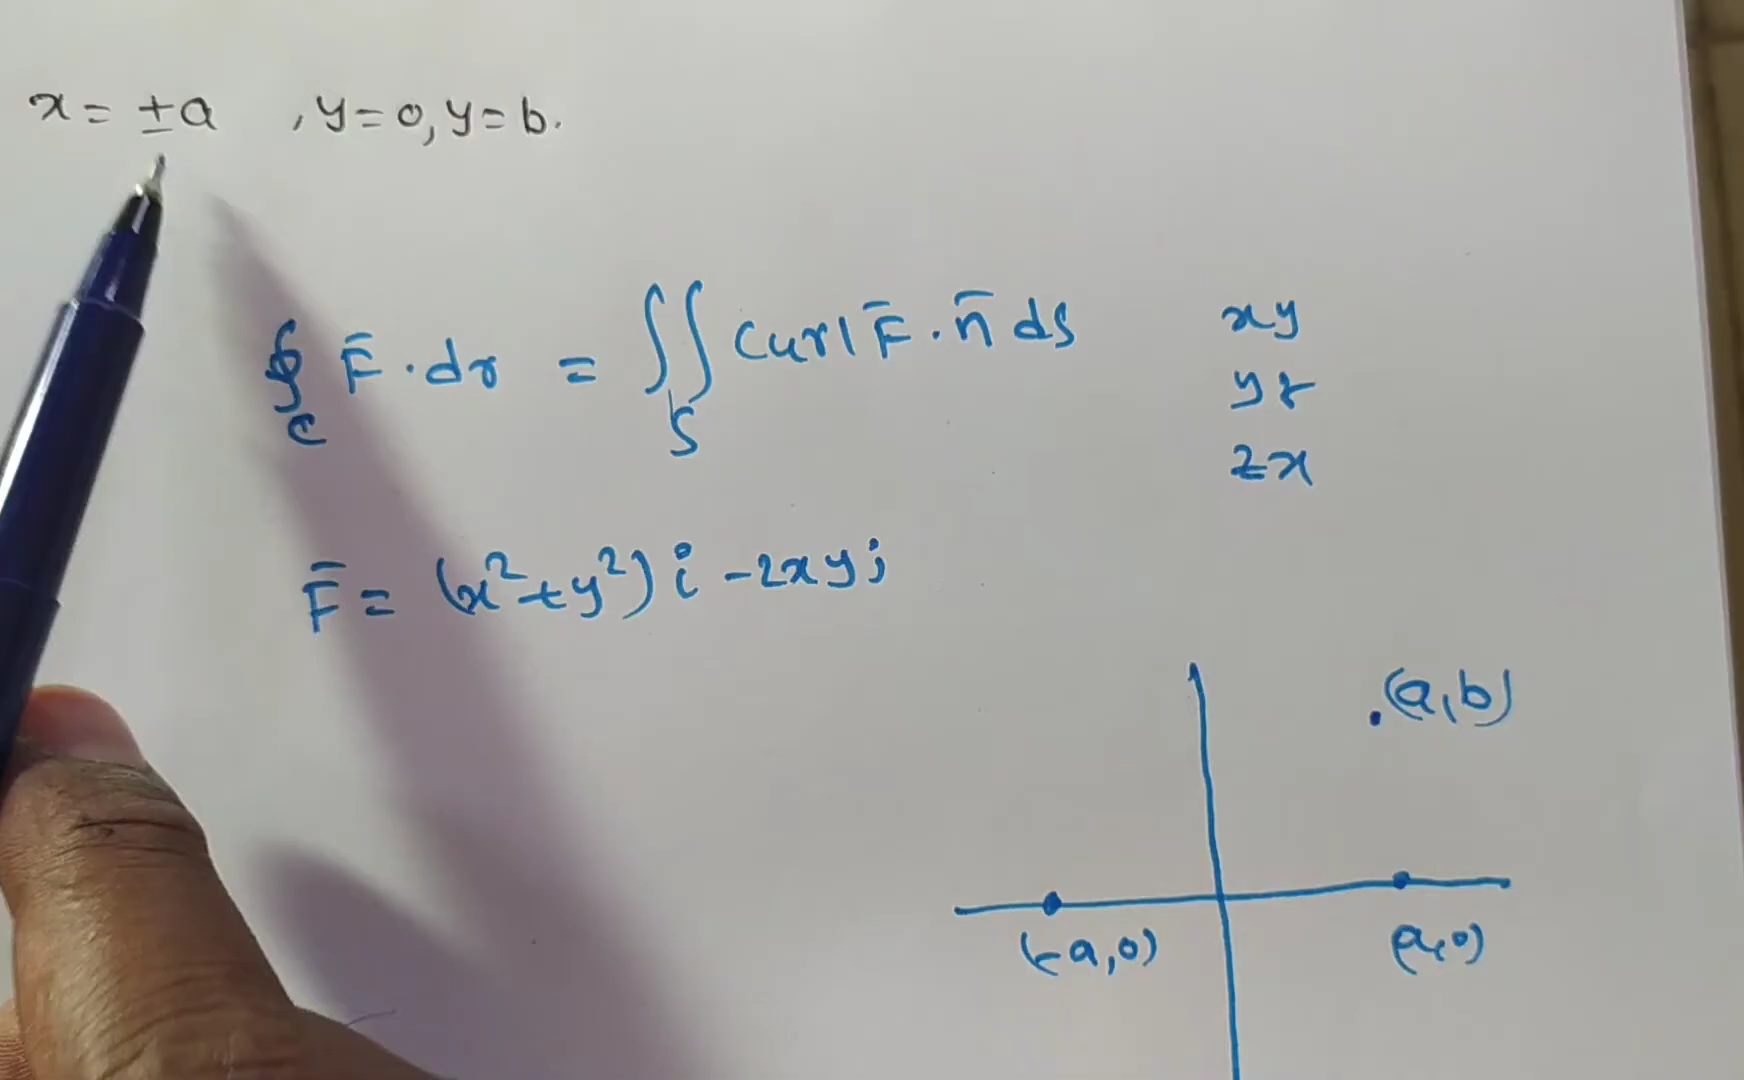 x = ±a , y = 0, y = b.
∮_C F̄ · dr = ∬_S Curl F̄ · n̄ ds
xy
yz
zx
F̄ = (x²+y²) i - 2xy j
.(a,b)
(-a,0)
(a,0)